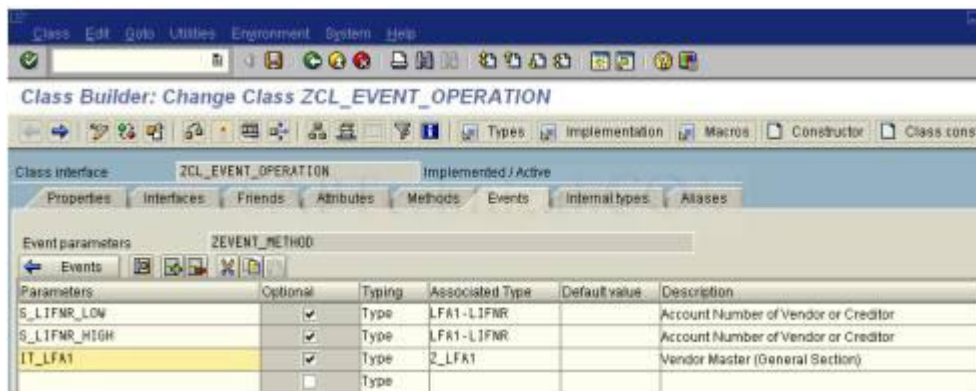 Class Edit Goto Utilities Environment System Help
Class Builder: Change Class ZCL_EVENT_OPERATION
Types Implementation Macros Constructor Class cons
Class interface ZCL_EVENT_OPERATION Implemented / Active
Properties Interfaces Friends Attributes Methods Events Internal types Aliases
Event parameters ZEVENT_METHOD
Events
Parameters Optional Typing Associated Type Default value Description
S_LIFNR_LOW Type LFA1-LIFNR Account Number of Vendor or Creditor
S_LIFNR_HIGH Type LFA1-LIFNR Account Number of Vendor or Creditor
IT_LFA1 Type Z_LFA1 Vendor Master (General Section)
Type